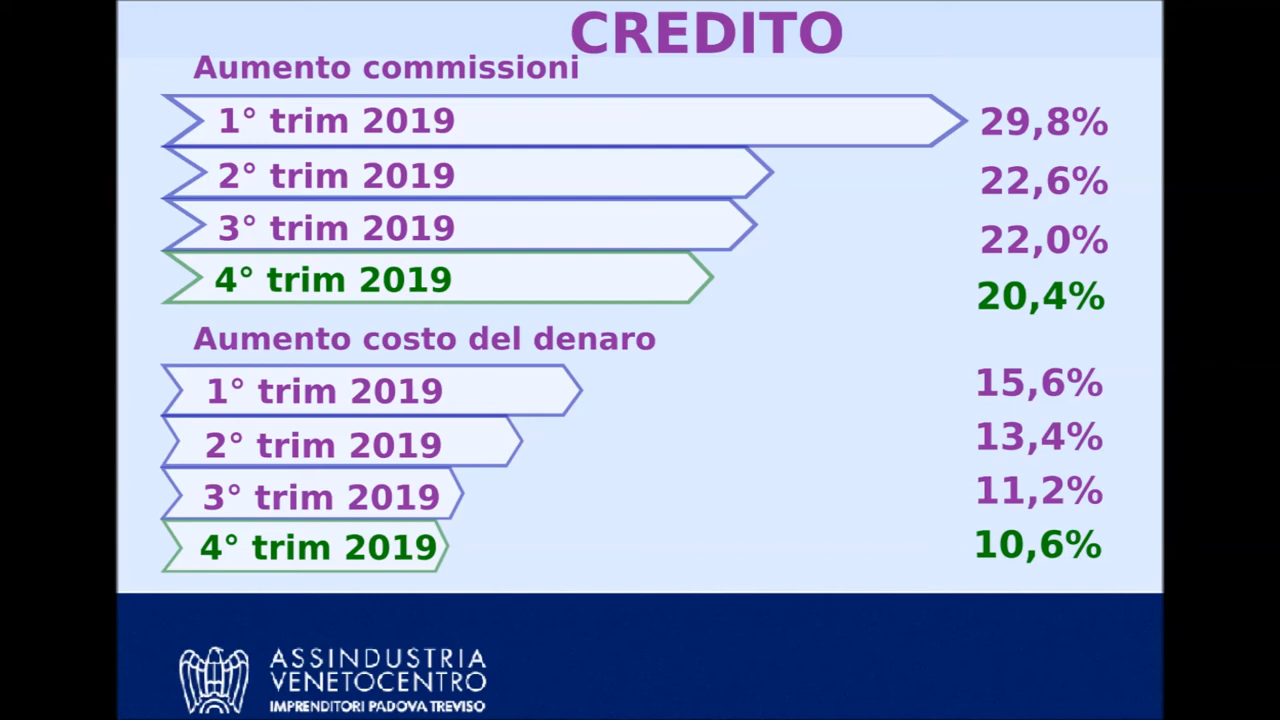 CREDITO
Aumento commissioni
1° trim 2019 29,8%
2° trim 2019 22,6%
3° trim 2019 22,0%
4° trim 2019 20,4%
Aumento costo del denaro
1° trim 2019 15,6%
2° trim 2019 13,4%
3° trim 2019 11,2%
4° trim 2019 10,6%
ASSINDUSTRIA
VENETOCENTRO
IMPRENDITORI PADOVA TREVISO